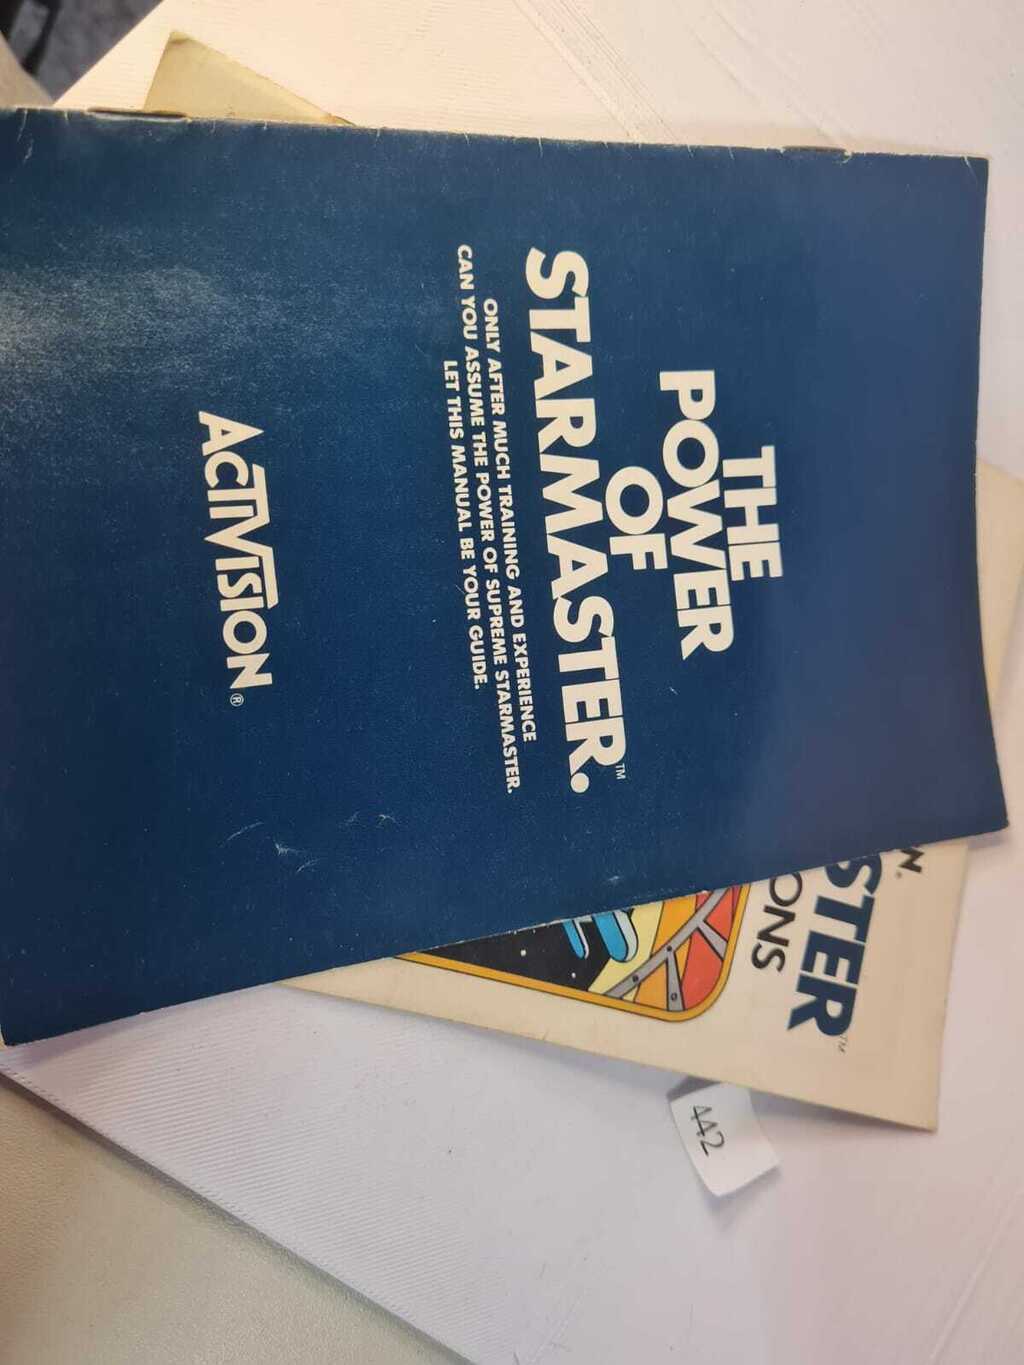 THE
POWER
OF
STARMASTER.™
ONLY AFTER MUCH TRAINING AND EXPERIENCE
CAN YOU ASSUME THE POWER OF SUPREME STARMASTER.
LET THIS MANUAL BE YOUR GUIDE.
ACTIVISION®
N®
STER™
ONS
442